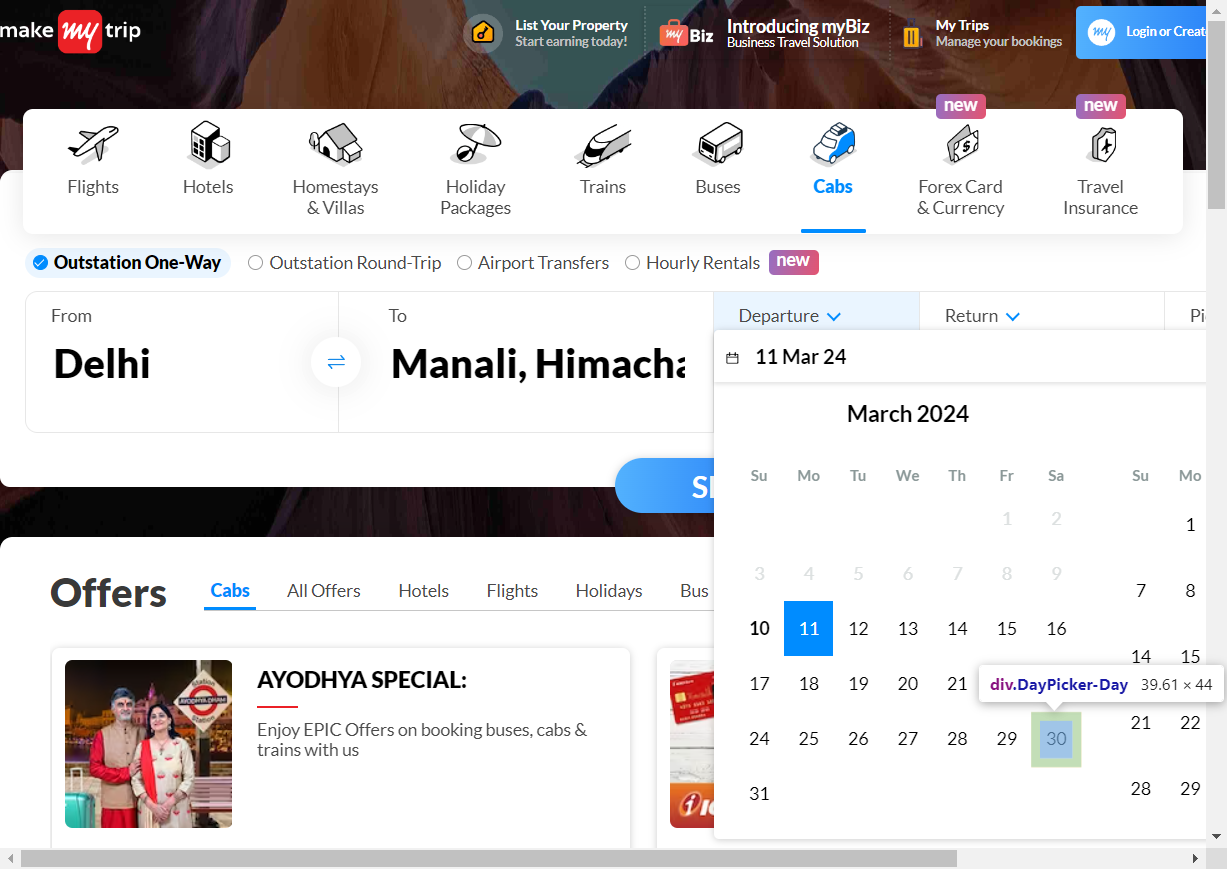 make my trip
List Your Property
Start earning today!
my Biz
Introducing myBiz
Business Travel Solution
My Trips
Manage your bookings
my
Login or Creat
new
new
Flights
Hotels
Homestays
& Villas
Holiday
Packages
Trains
Buses
Cabs
Forex Card
& Currency
Travel
Insurance
Outstation One-Way
Outstation Round-Trip
Airport Transfers
Hourly Rentals
new
From
To
Departure
Return
Pi
Delhi
Manali, Himacha
11 Mar 24
March 2024
Su Mo Tu We Th Fr Sa
Su Mo
1 2
1
3 4 5 6 7 8 9
7 8
10 11 12 13 14 15 16
14 15
17 18 19 20 21
div.DayPicker-Day 39.61 × 44
21 22
24 25 26 27 28 29 30
28 29
31
Offers
Cabs
All Offers
Hotels
Flights
Holidays
Bus
AYODHYA SPECIAL:
Enjoy EPIC Offers on booking buses, cabs &
trains with us
Station
AYODHYA DHAM
Station